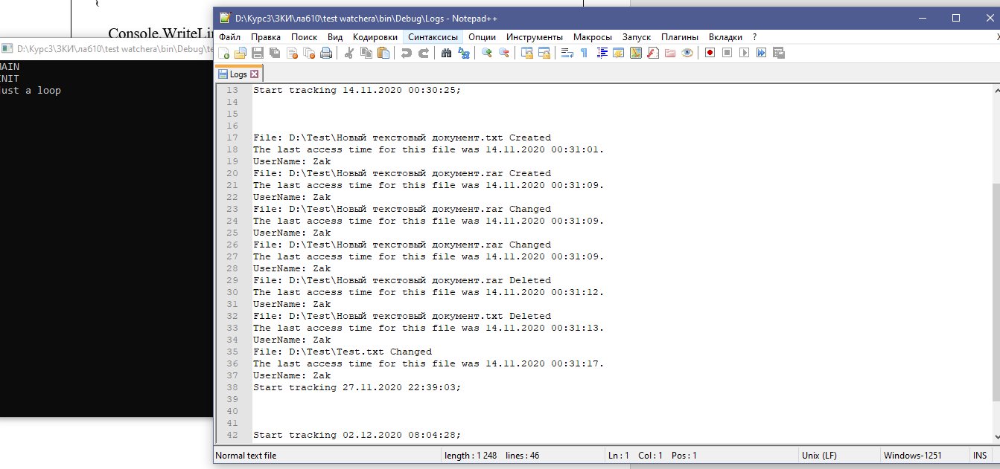 Console.WriteLi
D:\Курс3\ЗКИ\ла610\test watchera\bin\Debug\te
MAIN
INIT
just a loop
D:\Курс3\ЗКИ\ла610\test watchera\bin\Debug\Logs - Notepad++
Файл Правка Поиск Вид Кодировки Синтаксисы Опции Инструменты Макросы Запуск Плагины Вкладки ?
Logs
13 Start tracking 14.11.2020 00:30:25;
14
15
16
17 File: D:\Test\Новый текстовый документ.txt Created
18 The last access time for this file was 14.11.2020 00:31:01.
19 UserName: Zak
20 File: D:\Test\Новый текстовый документ.rar Created
21 The last access time for this file was 14.11.2020 00:31:09.
22 UserName: Zak
23 File: D:\Test\Новый текстовый документ.rar Changed
24 The last access time for this file was 14.11.2020 00:31:09.
25 UserName: Zak
26 File: D:\Test\Новый текстовый документ.rar Changed
27 The last access time for this file was 14.11.2020 00:31:09.
28 UserName: Zak
29 File: D:\Test\Новый текстовый документ.rar Deleted
30 The last access time for this file was 14.11.2020 00:31:12.
31 UserName: Zak
32 File: D:\Test\Новый текстовый документ.txt Deleted
33 The last access time for this file was 14.11.2020 00:31:13.
34 UserName: Zak
35 File: D:\Test\Test.txt Changed
36 The last access time for this file was 14.11.2020 00:31:17.
37 UserName: Zak
38 Start tracking 27.11.2020 22:39:03;
39
40
41
42 Start tracking 02.12.2020 08:04:28;
Normal text file length : 1 248 lines : 46 Ln : 1 Col : 1 Pos : 1 Unix (LF) Windows-1251 INS